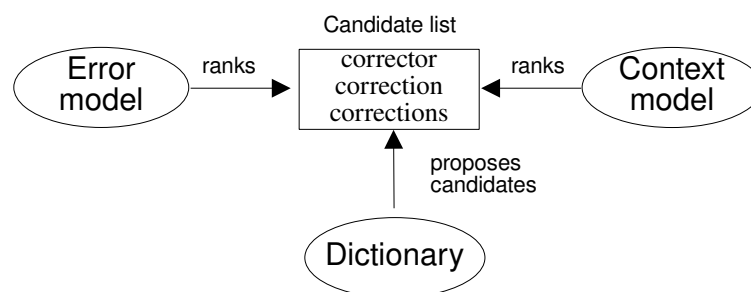 Candidate list
Error
model
ranks
corrector
correction
corrections
ranks
Context
model
proposes
candidates
Dictionary